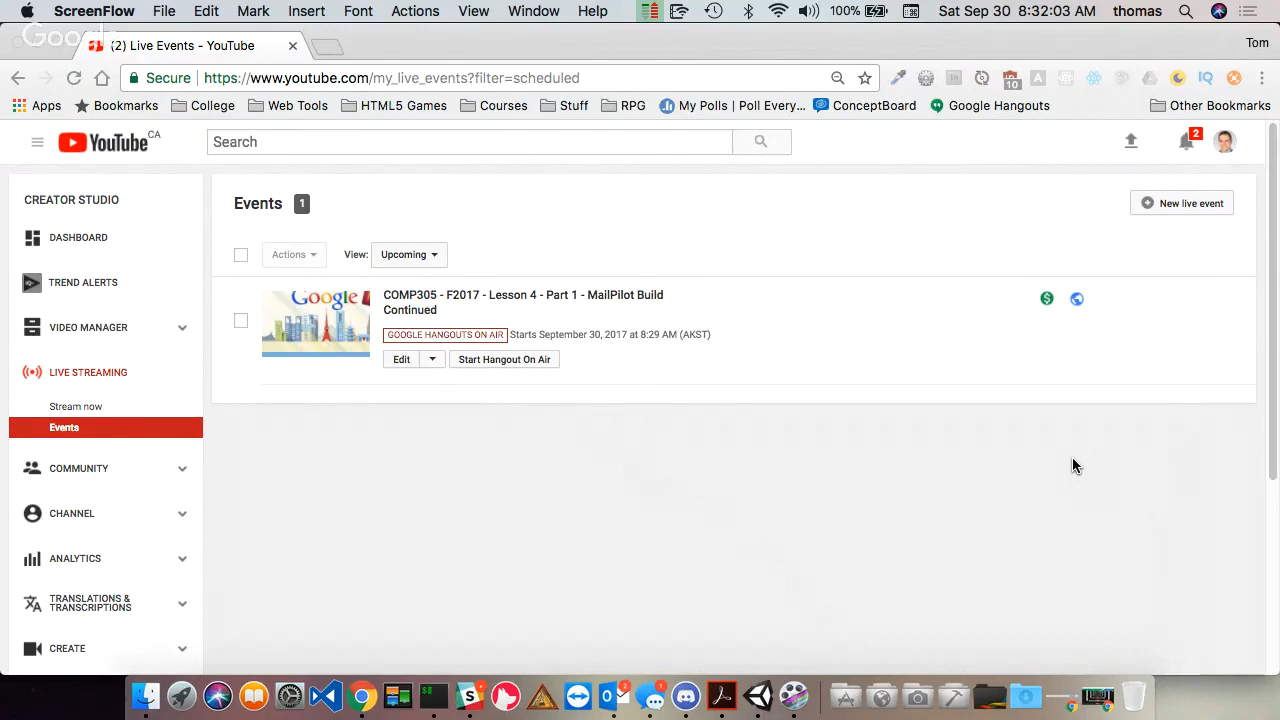 ScreenFlow File Edit Mark Insert Font Actions View Window Help 100% Sat Sep 30 8:32:03 AM thomas
Google
(2) Live Events - YouTube
Tom
Secure https://www.youtube.com/my_live_events?filter=scheduled
10
IQ
Apps Bookmarks College Web Tools HTML5 Games Courses Stuff RPG My Polls | Poll Every... ConceptBoard Google Hangouts Other Bookmarks
YouTube CA
Search
2
CREATOR STUDIO
DASHBOARD
TREND ALERTS
VIDEO MANAGER
LIVE STREAMING
Stream now
Events
COMMUNITY
CHANNEL
ANALYTICS
TRANSLATIONS &
TRANSCRIPTIONS
CREATE
Events 1
New live event
Actions View: Upcoming
Google
COMP305 - F2017 - Lesson 4 - Part 1 - MailPilot Build
Continued
GOOGLE HANGOUTS ON AIR Starts September 30, 2017 at 8:29 AM (AKST)
Edit Start Hangout On Air